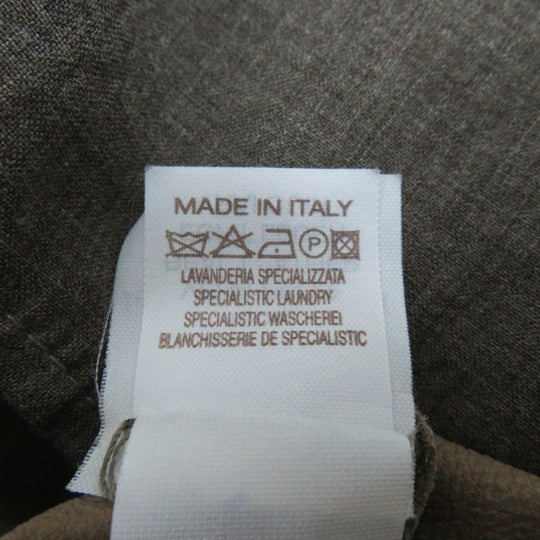 MADE IN ITALY
P
LAVANDERIA SPECIALIZZATA
SPECIALISTIC LAUNDRY
SPECIALISTIC WASCHEREI
BLANCHISSERIE DE SPECIALISTIC